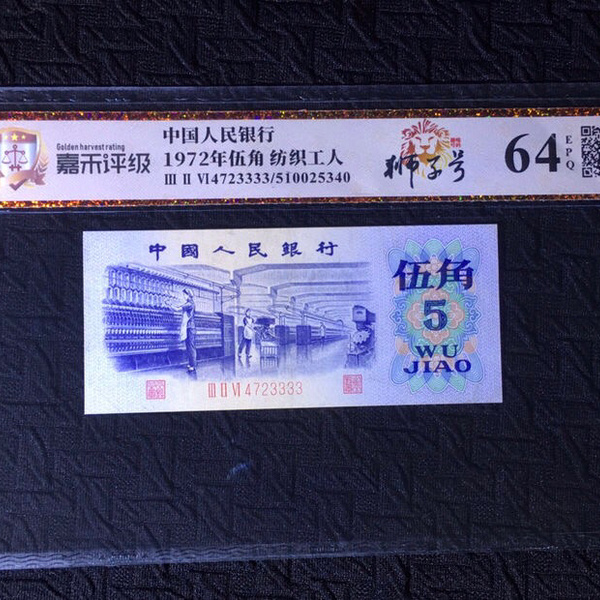 Golden harvest rating
嘉禾评级
中国人民银行
1972年伍角 纺织工人
Ⅲ Ⅱ Ⅵ4723333/510025340
狮子号
64
EPQ
中國人民銀行
伍角
5
WU
JIAO
Ⅲ Ⅱ Ⅵ 4723333